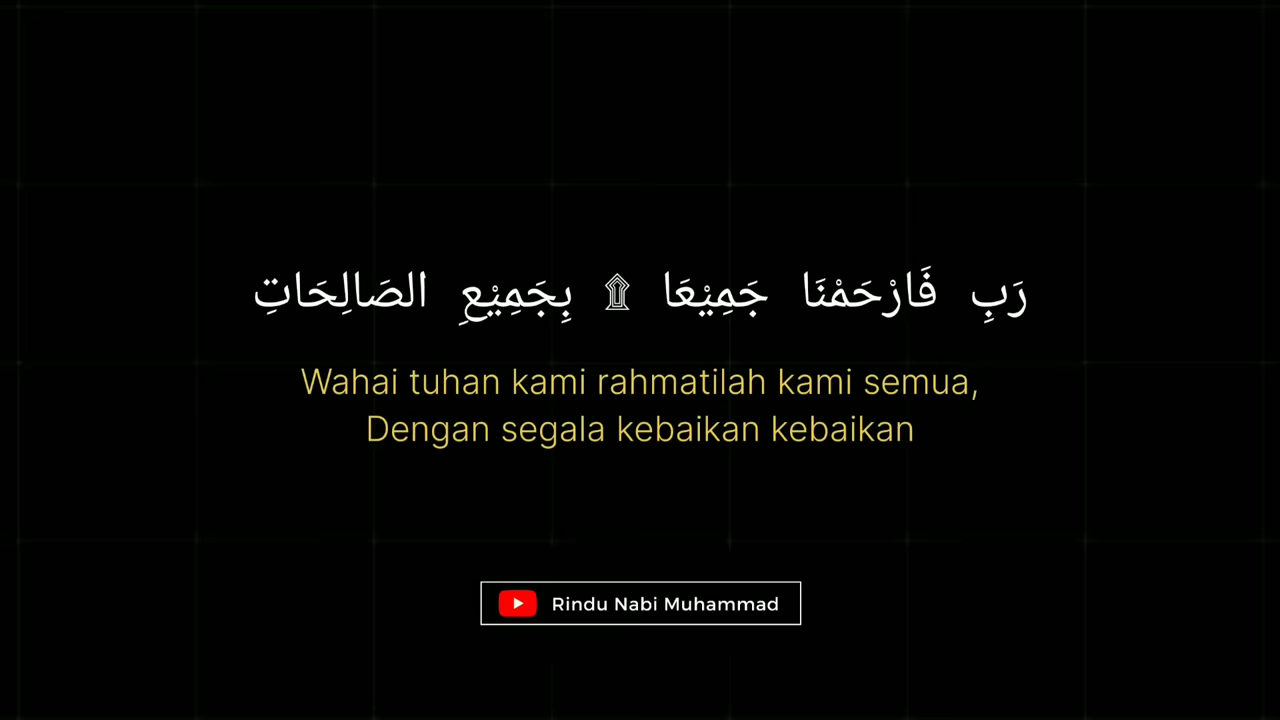 رَبِ فَارْحَمْنَا جَمِيْعَا ۩ بِجَمِيْعِ الصَالِحَاتِ
Wahai tuhan kami rahmatilah kami semua,
Dengan segala kebaikan kebaikan
Rindu Nabi Muhammad